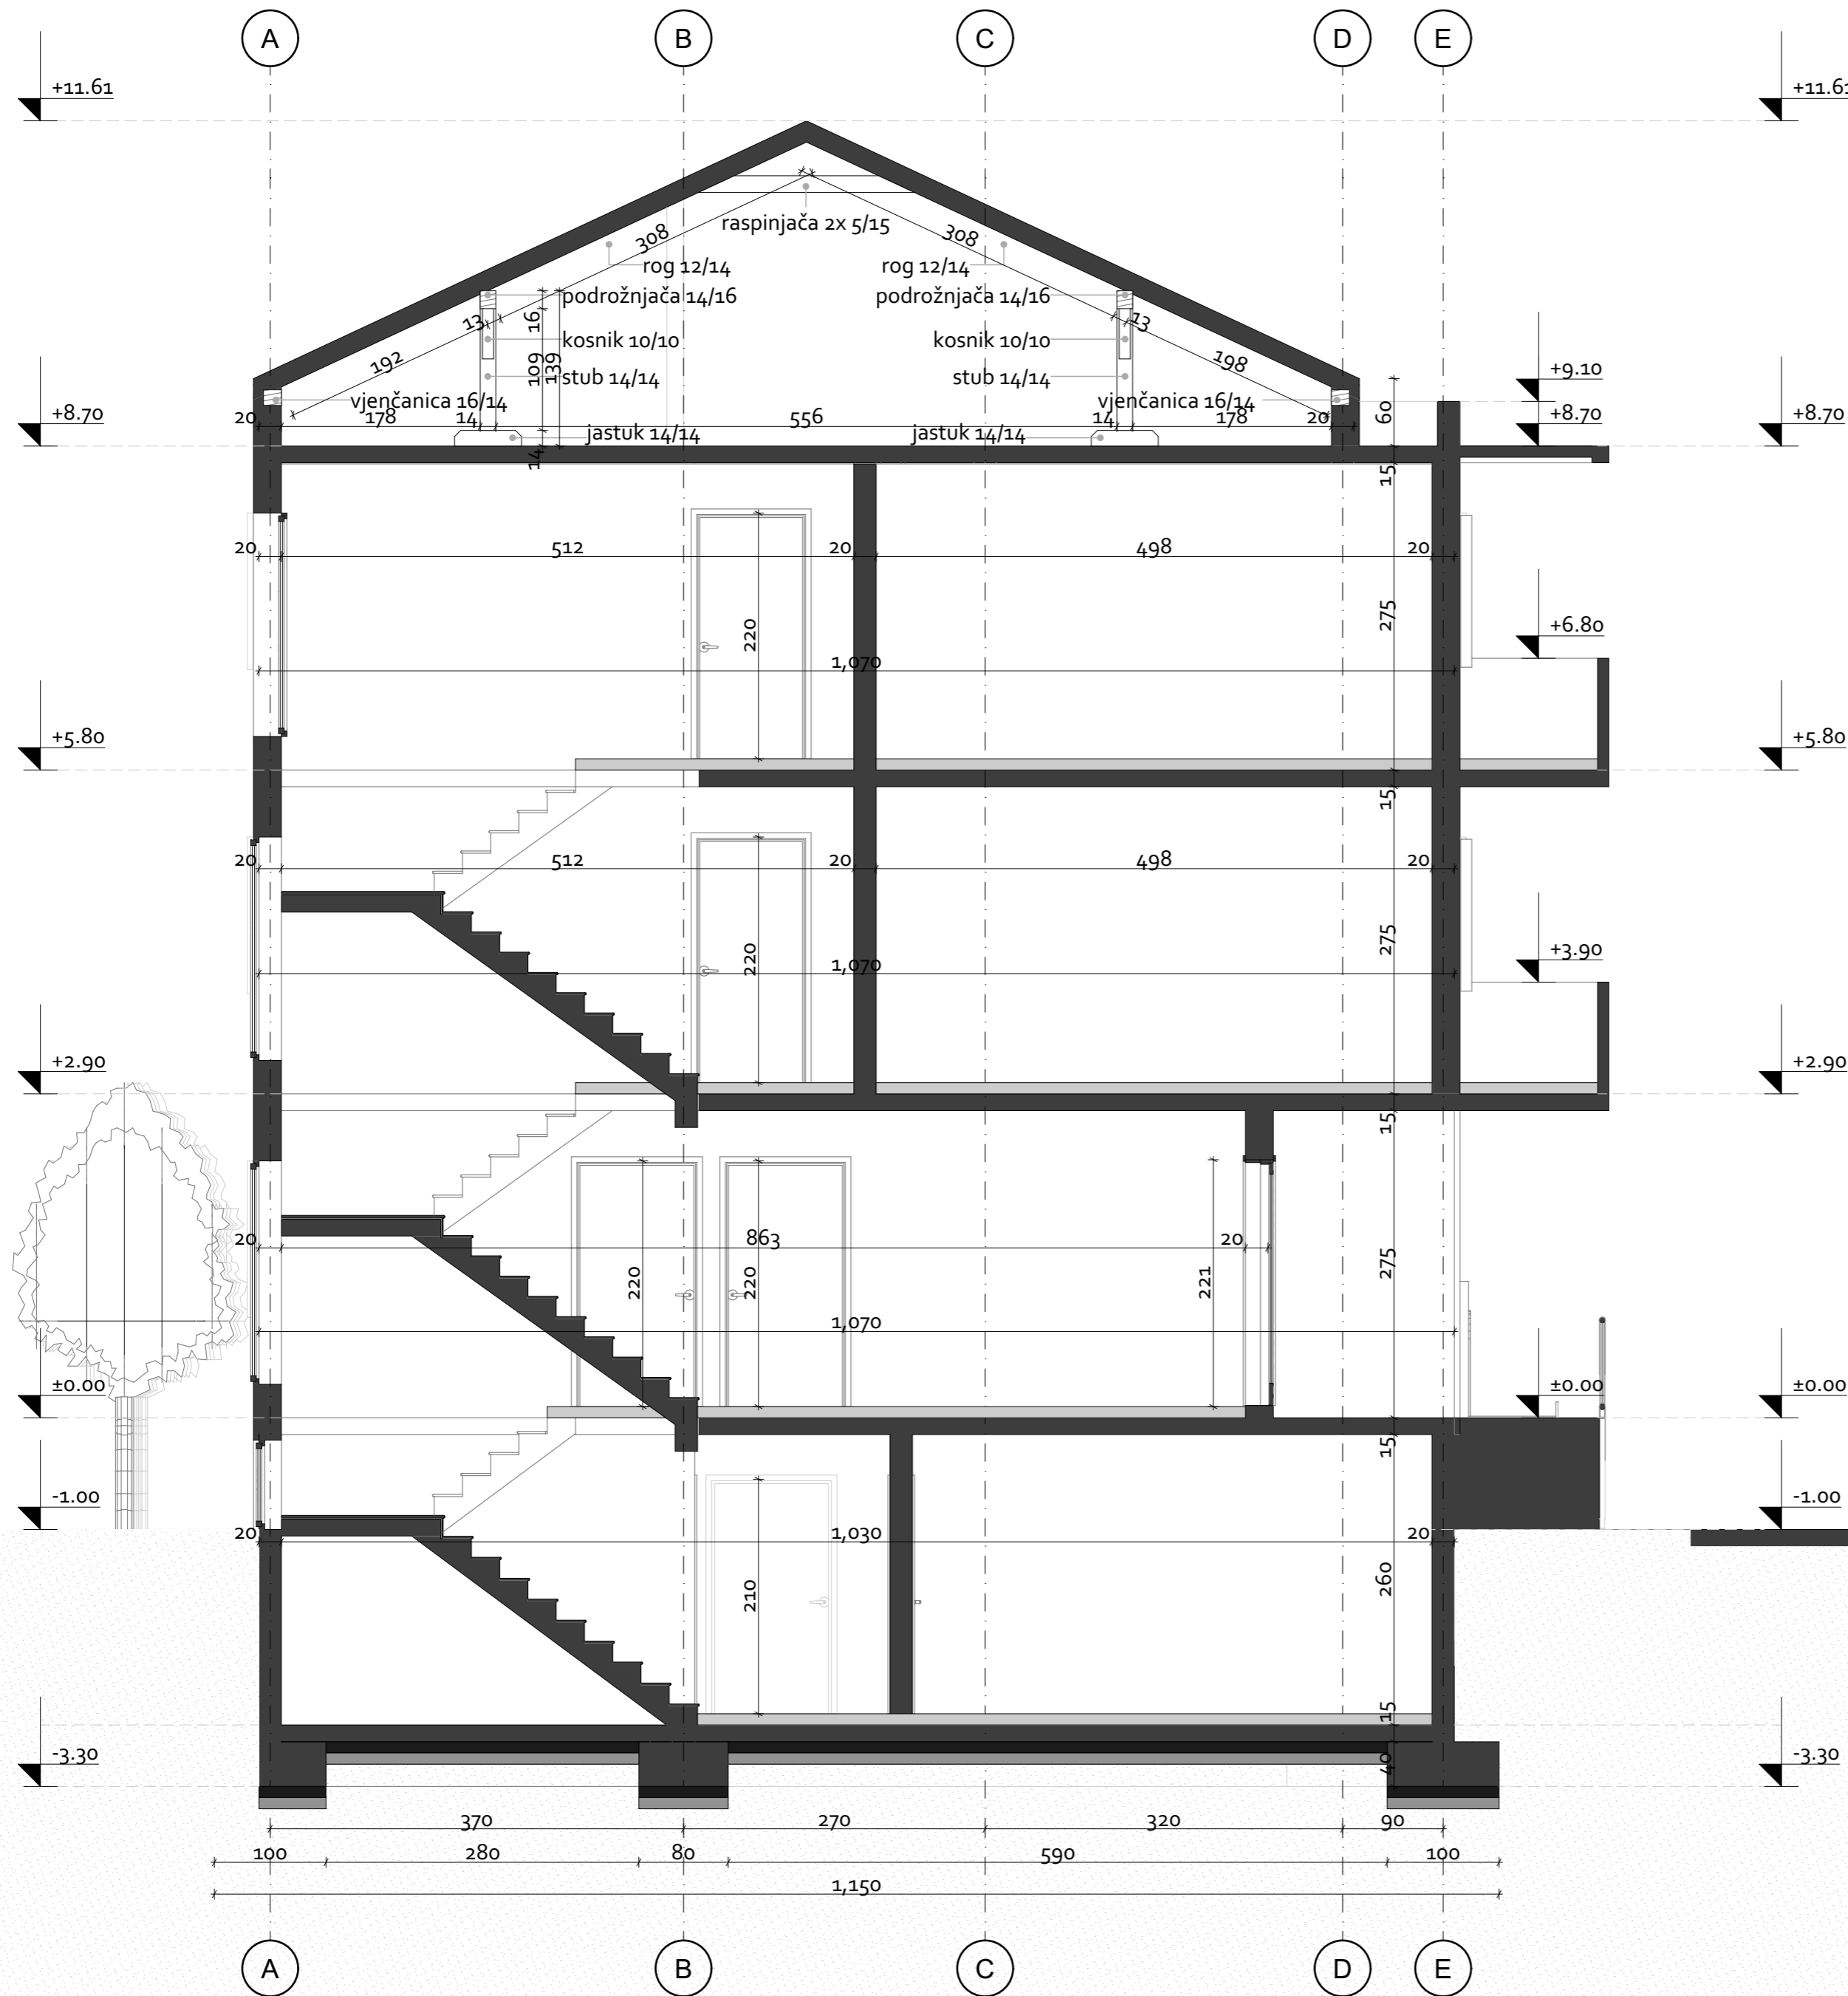 A B C D E
+11.61 +11.61
raspinjača 2x 5/15
308 308
rog 12/14 rog 12/14
podrožnjača 14/16 podrožnjača 14/16
13 16 13
kosnik 10/10 kosnik 10/10
192 109 139 198
stub 14/14 stub 14/14
+9.10
vjenčanica 16/14 vjenčanica 16/14
+8.70 20 178 14 556 14 178 20 60 +8.70 +8.70
jastuk 14/14 jastuk 14/14
14 15
20 512 20 498 20
220 275 +6.80
1,070
+5.80 +5.80
15
20 512 20 498 20
220 275 +3.90
1,070
+2.90 +2.90
15
20 863 20
220 220 221 275
1,070
±0.00 ±0.00 ±0.00
15
-1.00 -1.00
20 1,030 20
210 260
15
-3.30 40 -3.30
370 270 320 90
100 280 80 590 100
1,150
A B C D E